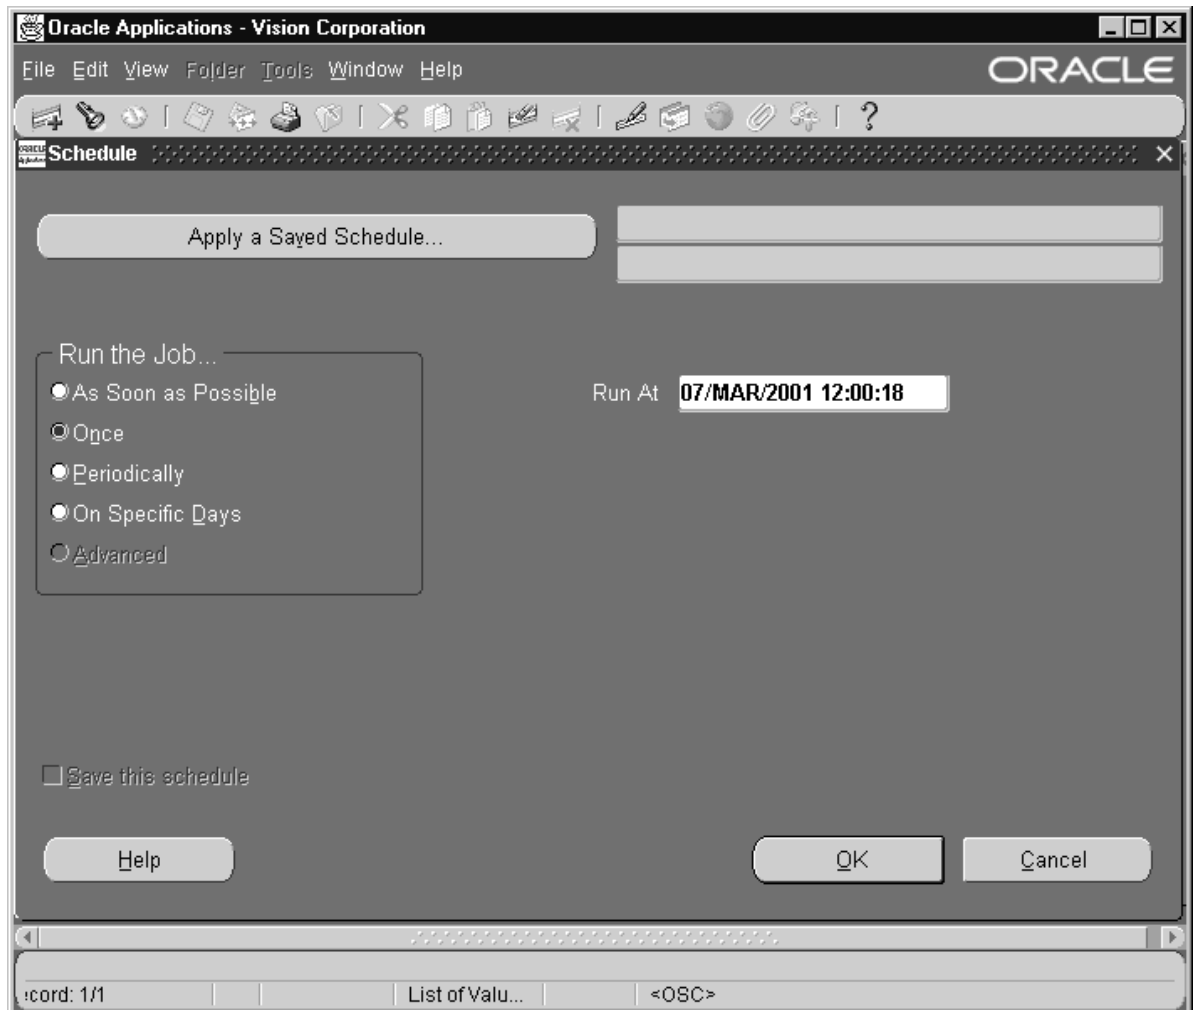 Oracle Applications - Vision Corporation
File Edit View Folder Tools Window Help
ORACLE
?
Schedule
Apply a Saved Schedule...
Run the Job...
As Soon as Possible
Run At 07/MAR/2001 12:00:18
Once
Periodically
On Specific Days
Advanced
Save this schedule
Help OK Cancel
cord: 1/1 List of Valu... <OSC>